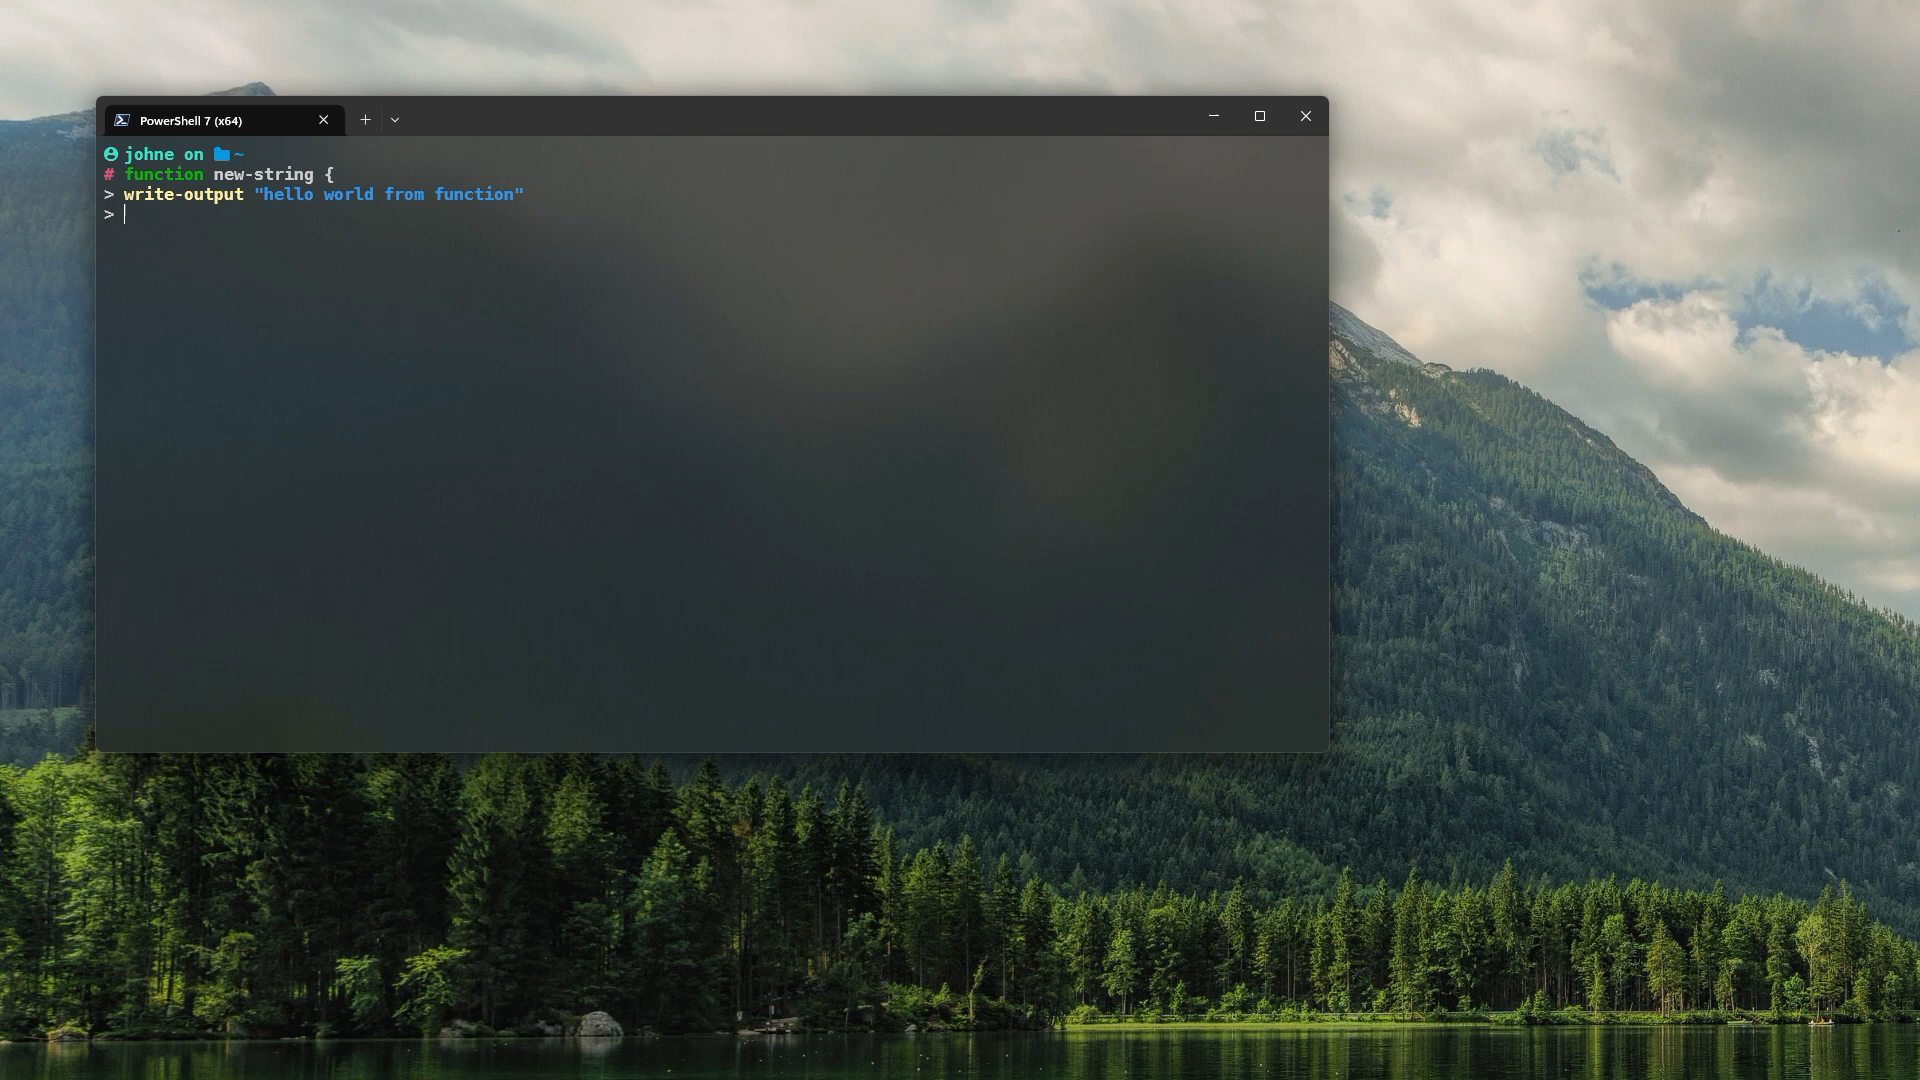 PowerShell 7 (x64)
johne on ~
# function new-string {
> write-output "hello world from function"
>